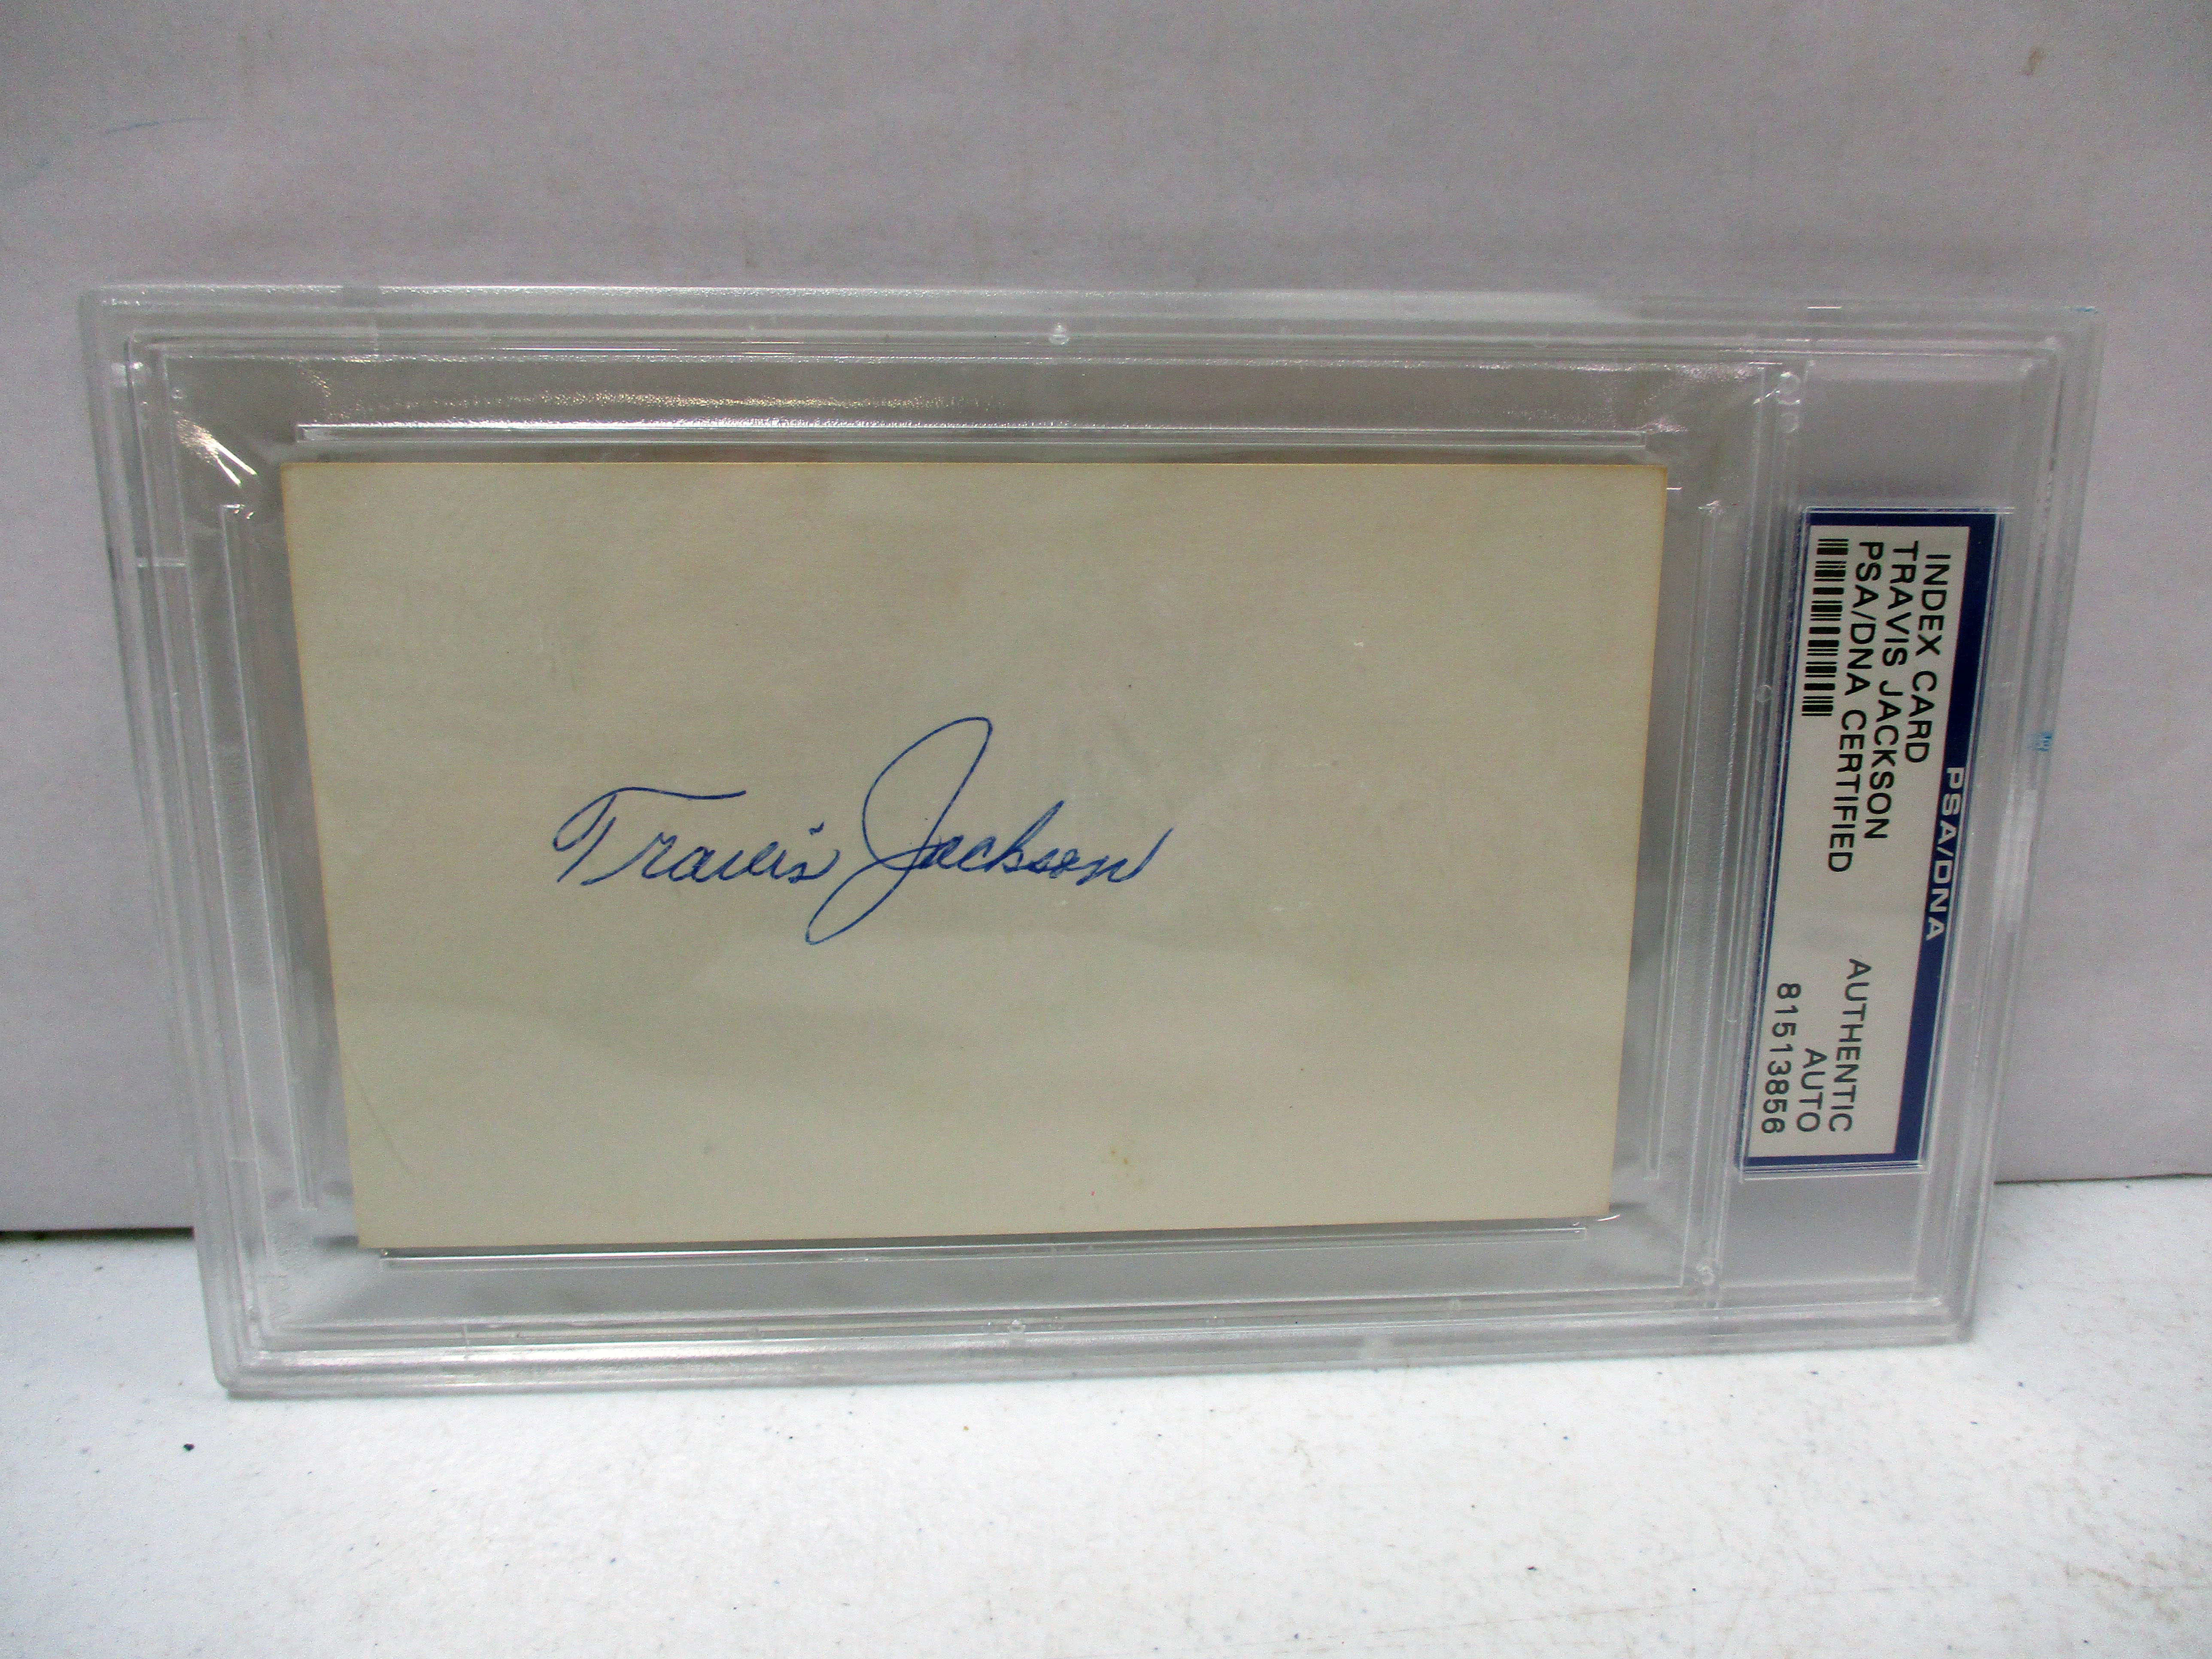 Travis Jackson
PSA/DNA
INDEX CARD
TRAVIS JACKSON
PSA/DNA CERTIFIED
AUTHENTIC
AUTO
81513856